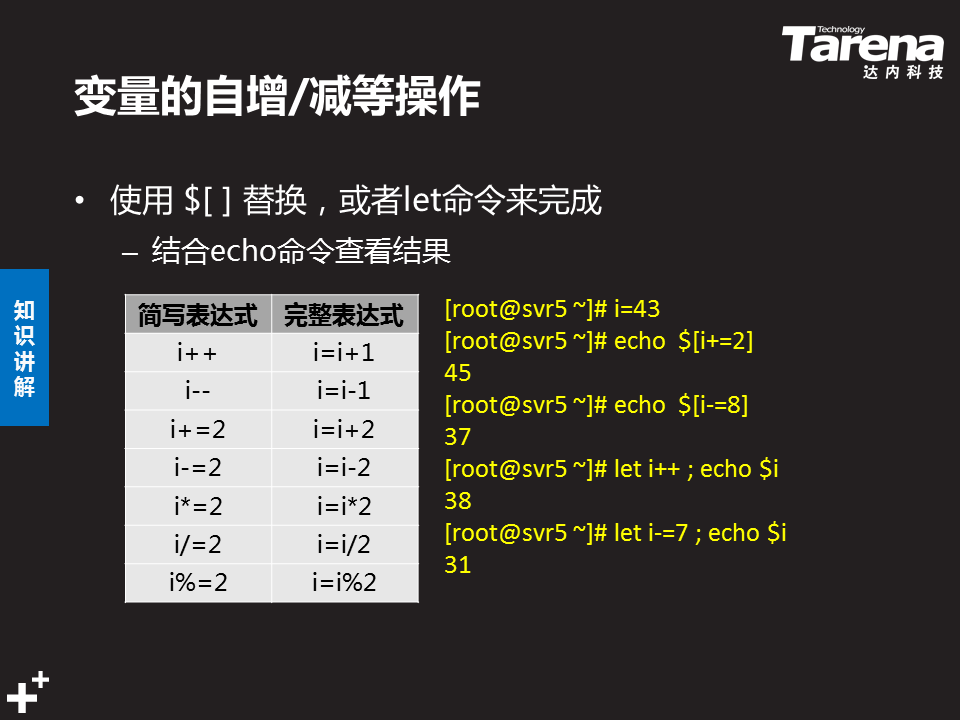 Technology
Tarena
达内科技
变量的自增/减等操作
• 使用 $[ ] 替换，或者let命令来完成
– 结合echo命令查看结果
知
识
讲
解
简写表达式 完整表达式
i++ i=i+1
i-- i=i-1
i+=2 i=i+2
i-=2 i=i-2
i*=2 i=i*2
i/=2 i=i/2
i%=2 i=i%2
[root@svr5 ~]# i=43
[root@svr5 ~]# echo  $[i+=2]
45
[root@svr5 ~]# echo  $[i-=8]
37
[root@svr5 ~]# let i++ ; echo $i
38
[root@svr5 ~]# let i-=7 ; echo $i
31